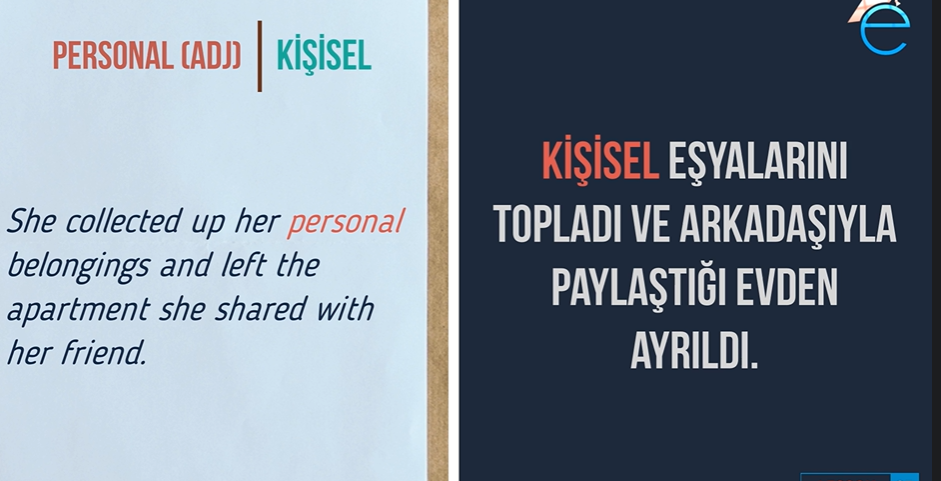 PERSONAL (ADJ) | KİŞİSEL
She collected up her personal
belongings and left the
apartment she shared with
her friend.
KİŞİSEL EŞYALARINI
TOPLADI VE ARKADAŞIYLA
PAYLAŞTIĞI EVDEN
AYRILDI.
e